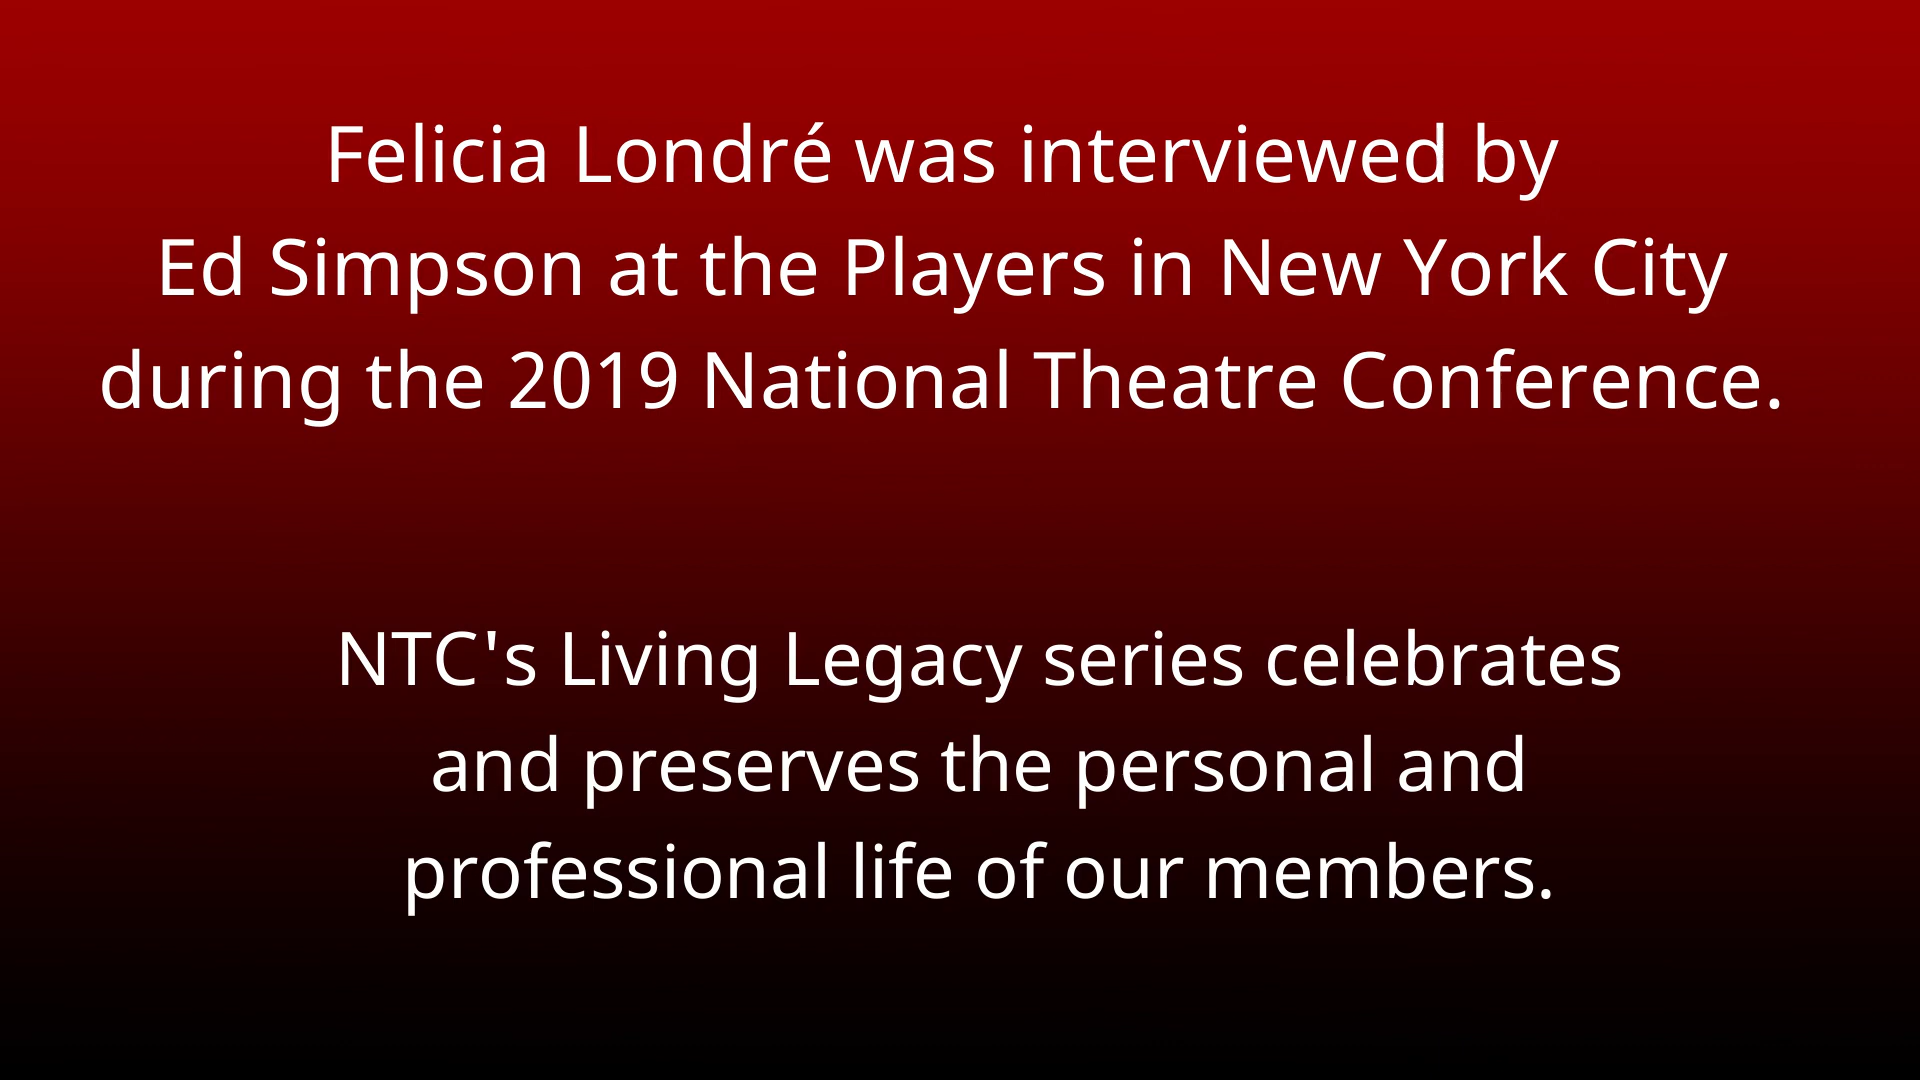 Felicia Londré was interviewed by
Ed Simpson at the Players in New York City
during the 2019 National Theatre Conference.
NTC's Living Legacy series celebrates
and preserves the personal and
professional life of our members.